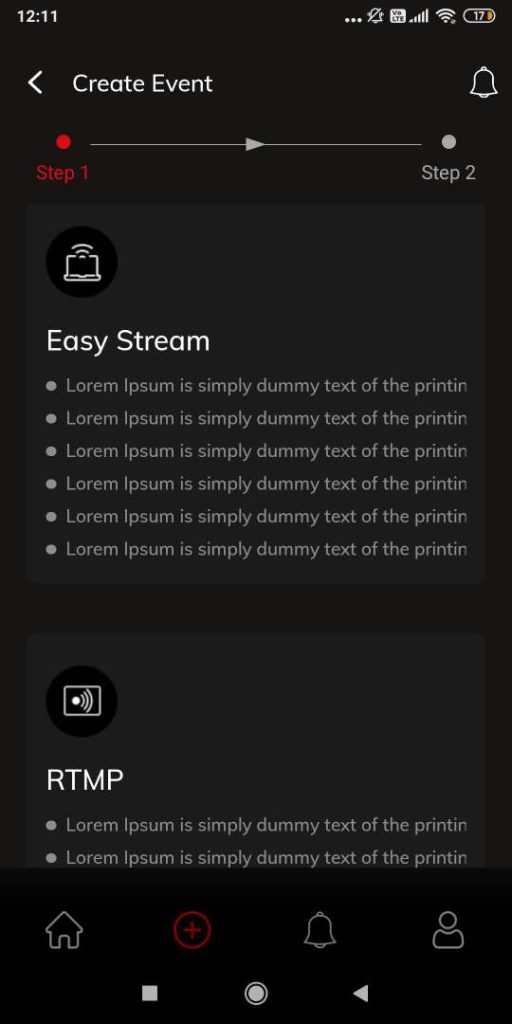 12:11
Vo
LTE
17
Create Event
Step 1
Step 2
Easy Stream
Lorem Ipsum is simply dummy text of the printin
Lorem Ipsum is simply dummy text of the printin
Lorem Ipsum is simply dummy text of the printin
Lorem Ipsum is simply dummy text of the printin
Lorem Ipsum is simply dummy text of the printin
Lorem Ipsum is simply dummy text of the printin
RTMP
Lorem Ipsum is simply dummy text of the printin
Lorem Ipsum is simply dummy text of the printin